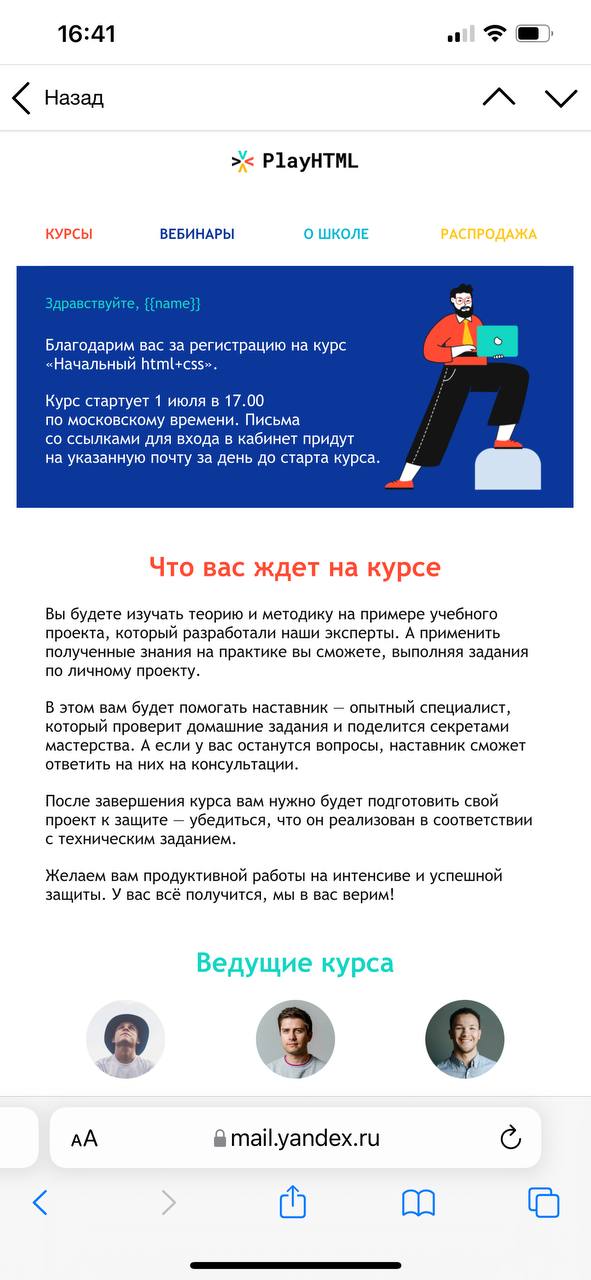 16:41
Назад
PlayHTML
КУРСЫ ВЕБИНАРЫ О ШКОЛЕ РАСПРОДАЖА
Здравствуйте, {{name}}
Благодарим вас за регистрацию на курс
«Начальный html+css».
Курс стартует 1 июля в 17.00
по московскому времени. Письма
со ссылками для входа в кабинет придут
на указанную почту за день до старта курса.
Что вас ждет на курсе
Вы будете изучать теорию и методику на примере учебного
проекта, который разработали наши эксперты. А применить
полученные знания на практике вы сможете, выполняя задания
по личному проекту.
В этом вам будет помогать наставник — опытный специалист,
который проверит домашние задания и поделится секретами
мастерства. А если у вас останутся вопросы, наставник сможет
ответить на них на консультации.
После завершения курса вам нужно будет подготовить свой
проект к защите — убедиться, что он реализован в соответствии
с техническим заданием.
Желаем вам продуктивной работы на интенсиве и успешной
защиты. У вас всё получится, мы в вас верим!
Ведущие курса
АА mail.yandex.ru